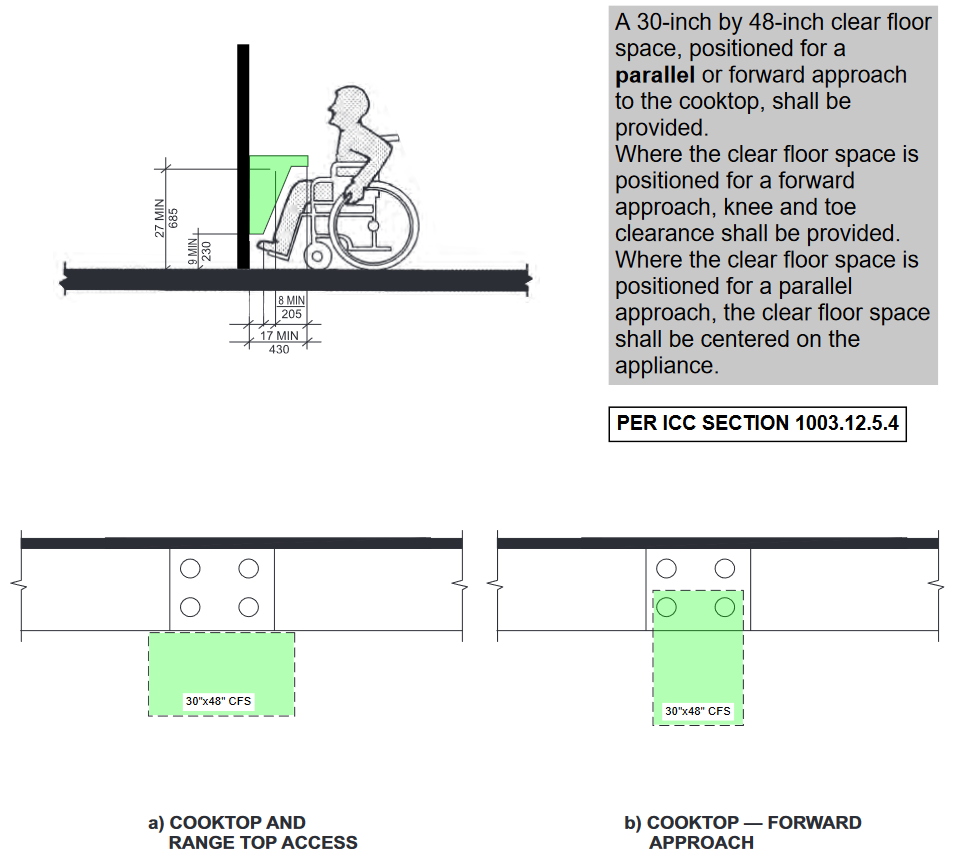 A 30-inch by 48-inch clear floor
space, positioned for a
parallel or forward approach
to the cooktop, shall be
provided.
Where the clear floor space is
positioned for a forward
approach, knee and toe
clearance shall be provided.
Where the clear floor space is
positioned for a parallel
approach, the clear floor space
shall be centered on the
appliance.
PER ICC SECTION 1003.12.5.4
27 MIN
685
9 MIN
230
8 MIN
205
17 MIN
430
30"x48" CFS
30"x48" CFS
a) COOKTOP AND
RANGE TOP ACCESS
b) COOKTOP — FORWARD
APPROACH